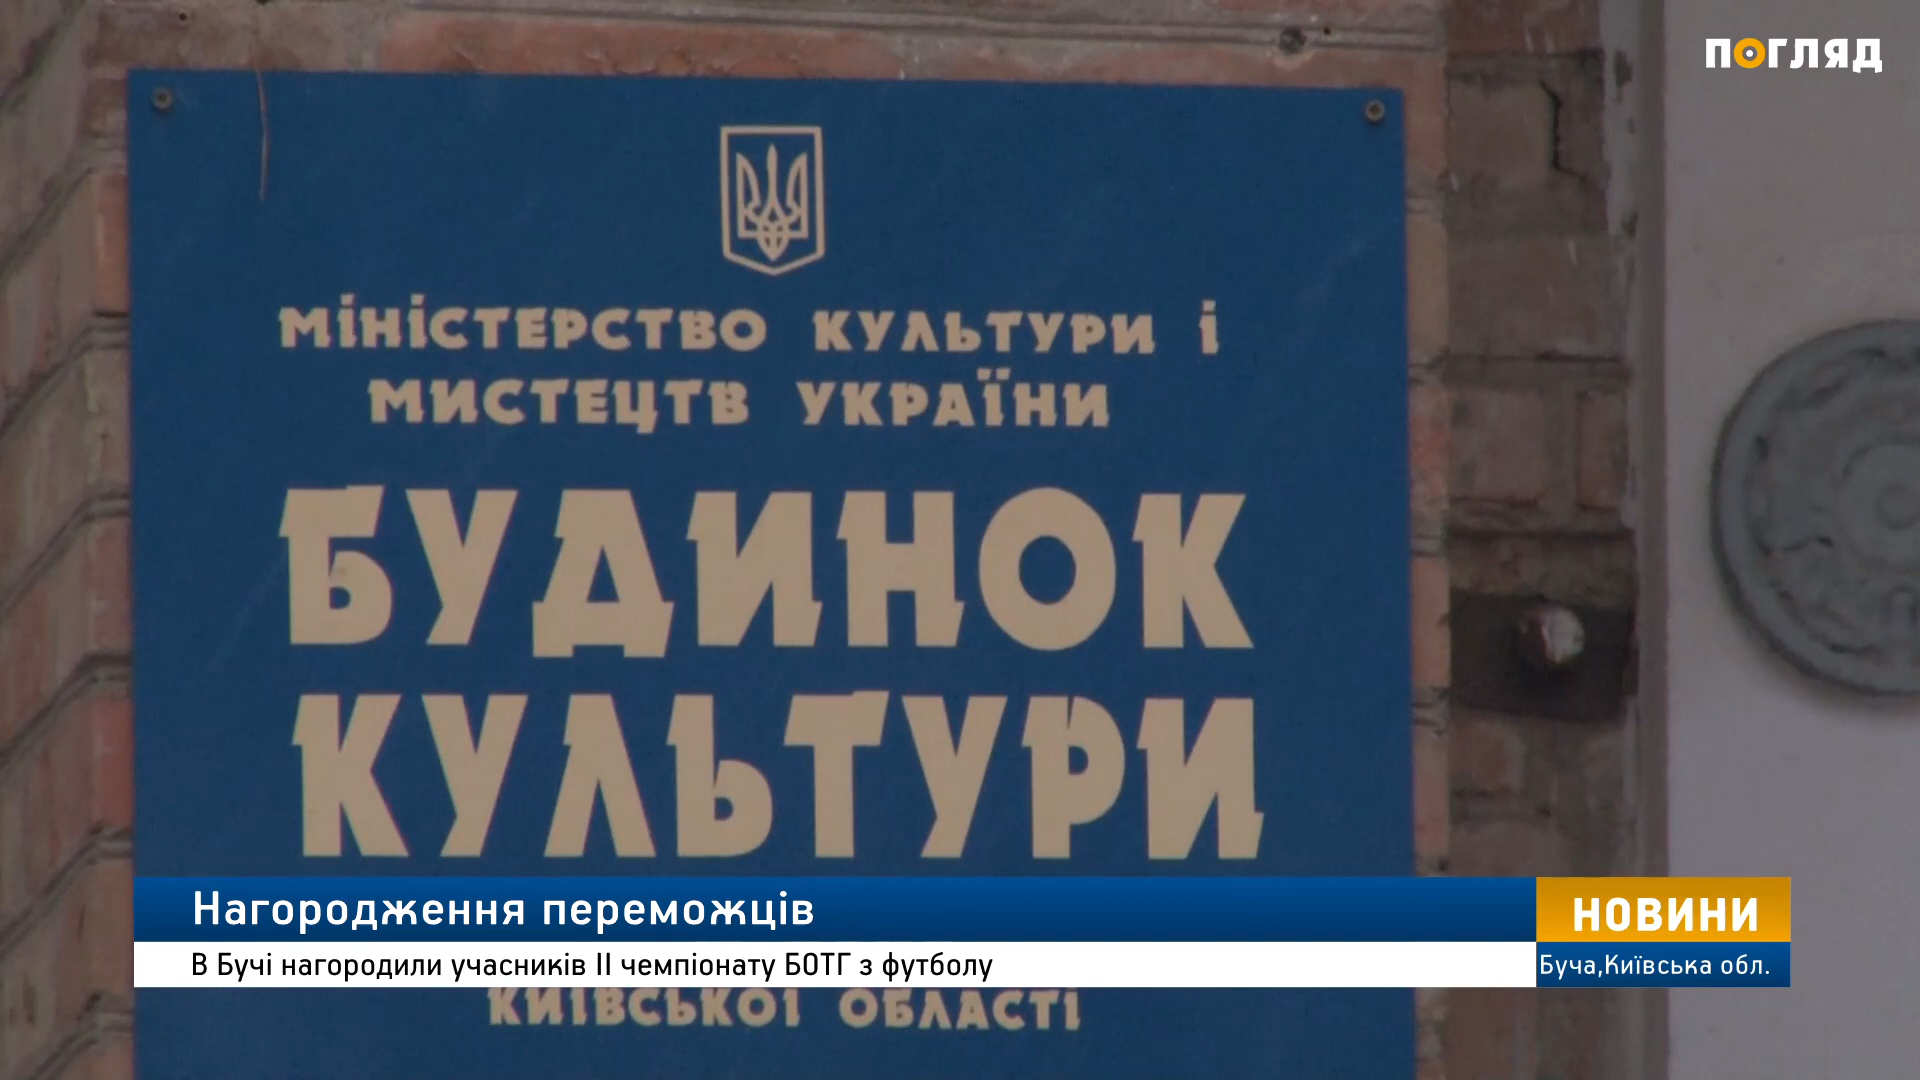 ПОГЛЯД
МІНІСТЕРСТВО КУЛЬТУРИ І
МИСТЕЦТВ УКРАЇНИ
БУДИНОК
КУЛЬТУРИ
Нагородження переможців
НОВИНИ
В Бучі нагородили учасників ІІ чемпіонату БОТГ з футболу
Буча,Київська обл.
КИЇВСЬКОЇ ОБЛАСТІ